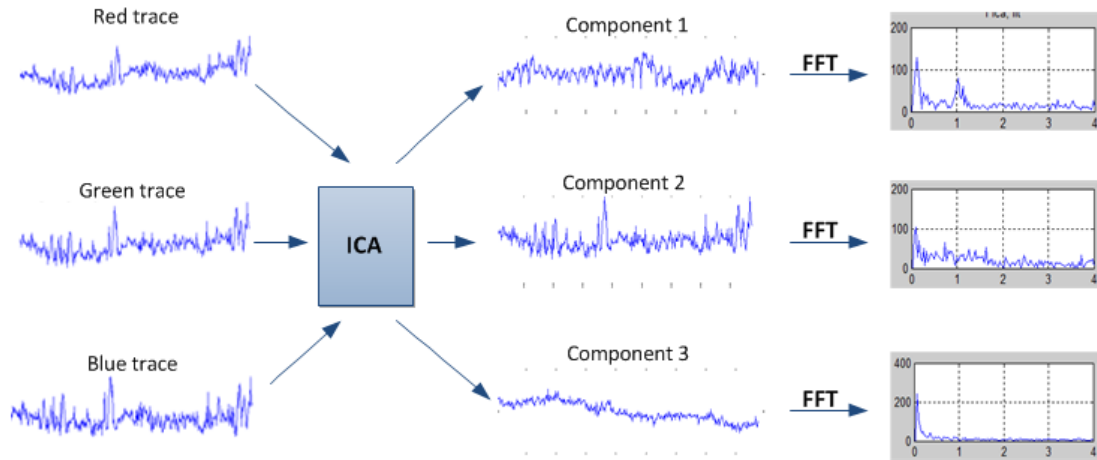 Red trace
Component 1
FFT
200
100
0
0 1 2 3 4
Green trace
ICA
Component 2
FFT
200
100
0
0 1 2 3 4
Blue trace
Component 3
FFT
400
200
0
0 1 2 3 4